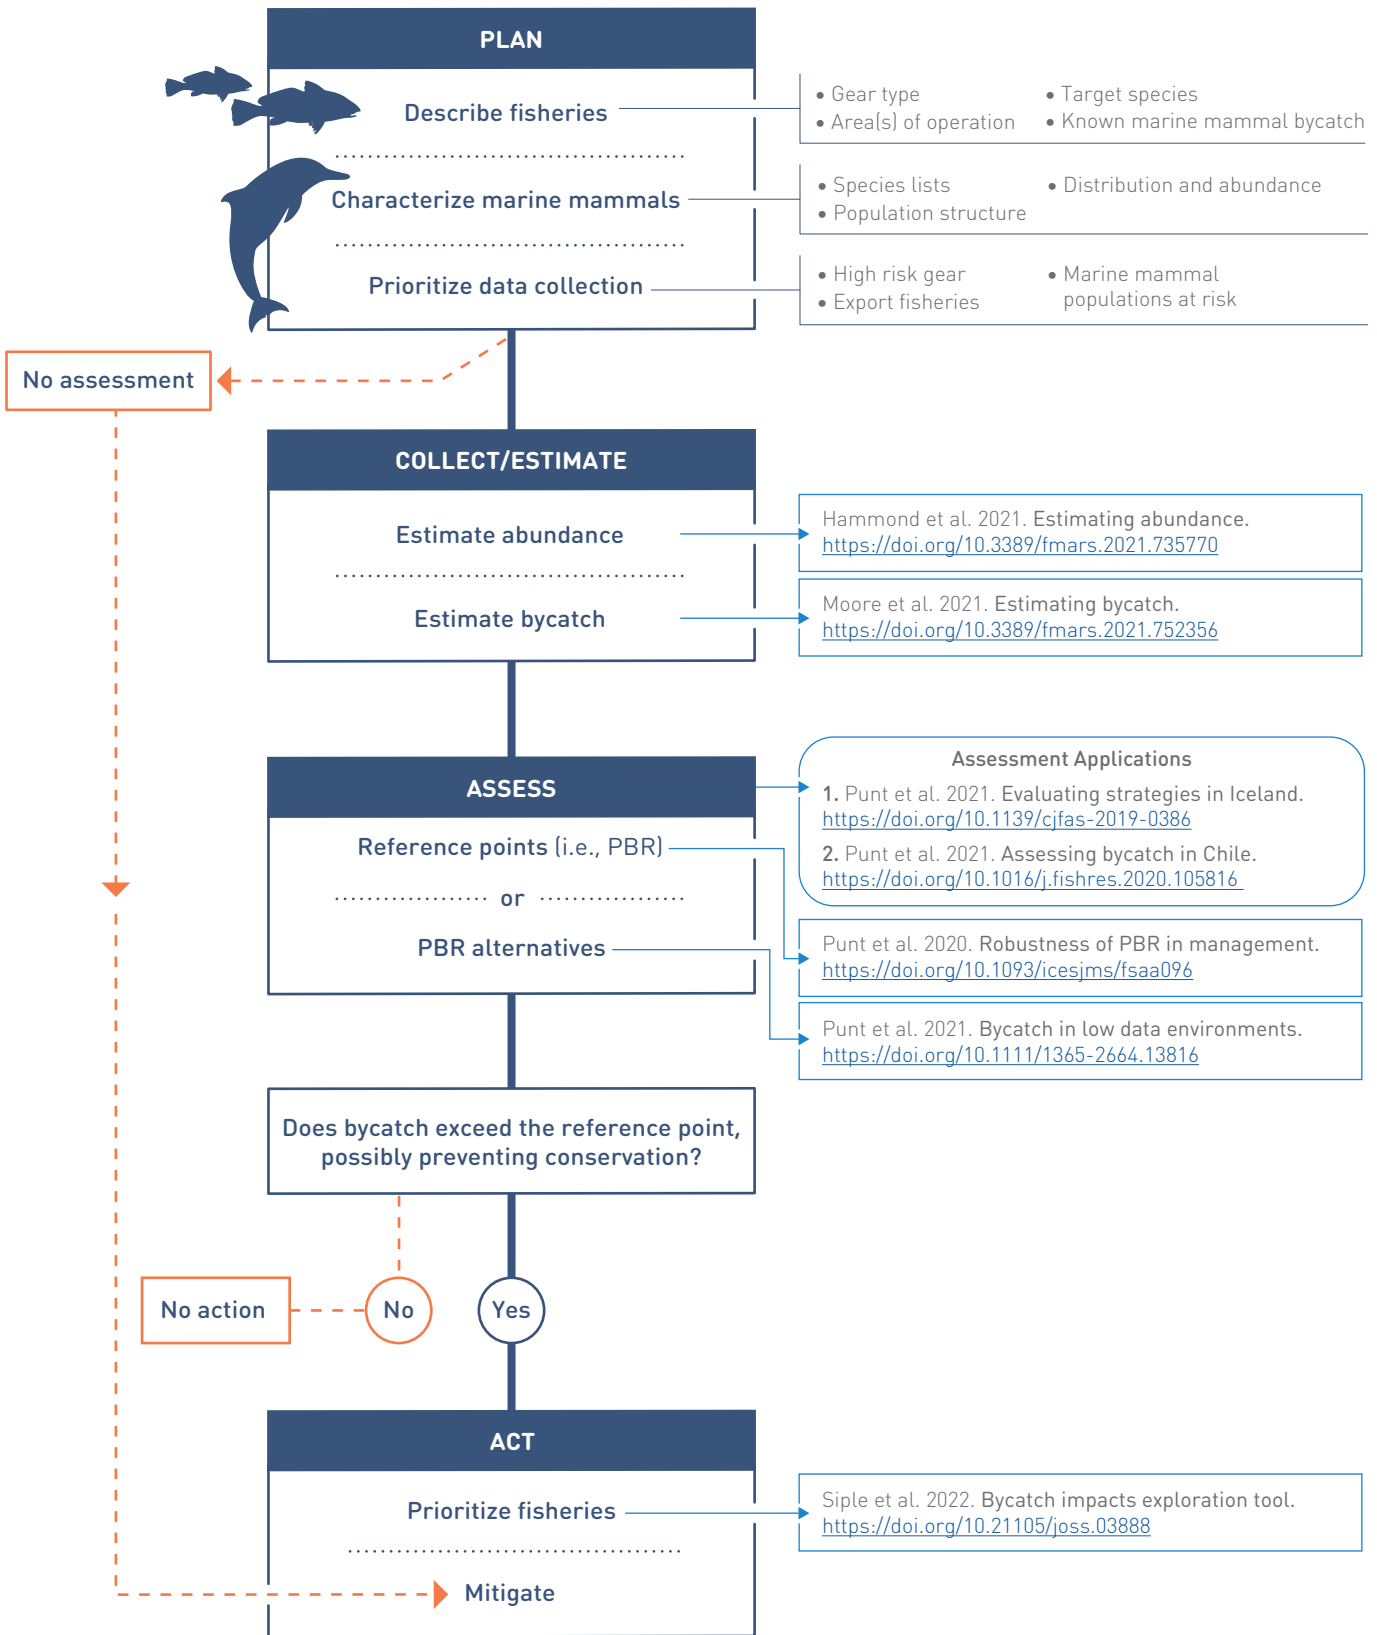 PLAN
Describe fisheries
• Gear type
• Area(s) of operation
• Target species
• Known marine mammal bycatch
Characterize marine mammals
• Species lists
• Population structure
• Distribution and abundance
Prioritize data collection
• High risk gear
• Export fisheries
• Marine mammal
populations at risk
No assessment
COLLECT/ESTIMATE
Estimate abundance
Hammond et al. 2021. Estimating abundance.
https://doi.org/10.3389/fmars.2021.735770
Estimate bycatch
Moore et al. 2021. Estimating bycatch.
https://doi.org/10.3389/fmars.2021.752356
ASSESS
Assessment Applications
1. Punt et al. 2021. Evaluating strategies in Iceland.
https://doi.org/10.1139/cjfas-2019-0386
2. Punt et al. 2021. Assessing bycatch in Chile.
https://doi.org/10.1016/j.fishres.2020.105816
Reference points (i.e., PBR)
or
PBR alternatives
Punt et al. 2020. Robustness of PBR in management.
https://doi.org/10.1093/icesjms/fsaa096
Punt et al. 2021. Bycatch in low data environments.
https://doi.org/10.1111/1365-2664.13816
Does bycatch exceed the reference point,
possibly preventing conservation?
No action
No
Yes
ACT
Prioritize fisheries
Siple et al. 2022. Bycatch impacts exploration tool.
https://doi.org/10.21105/joss.03888
Mitigate